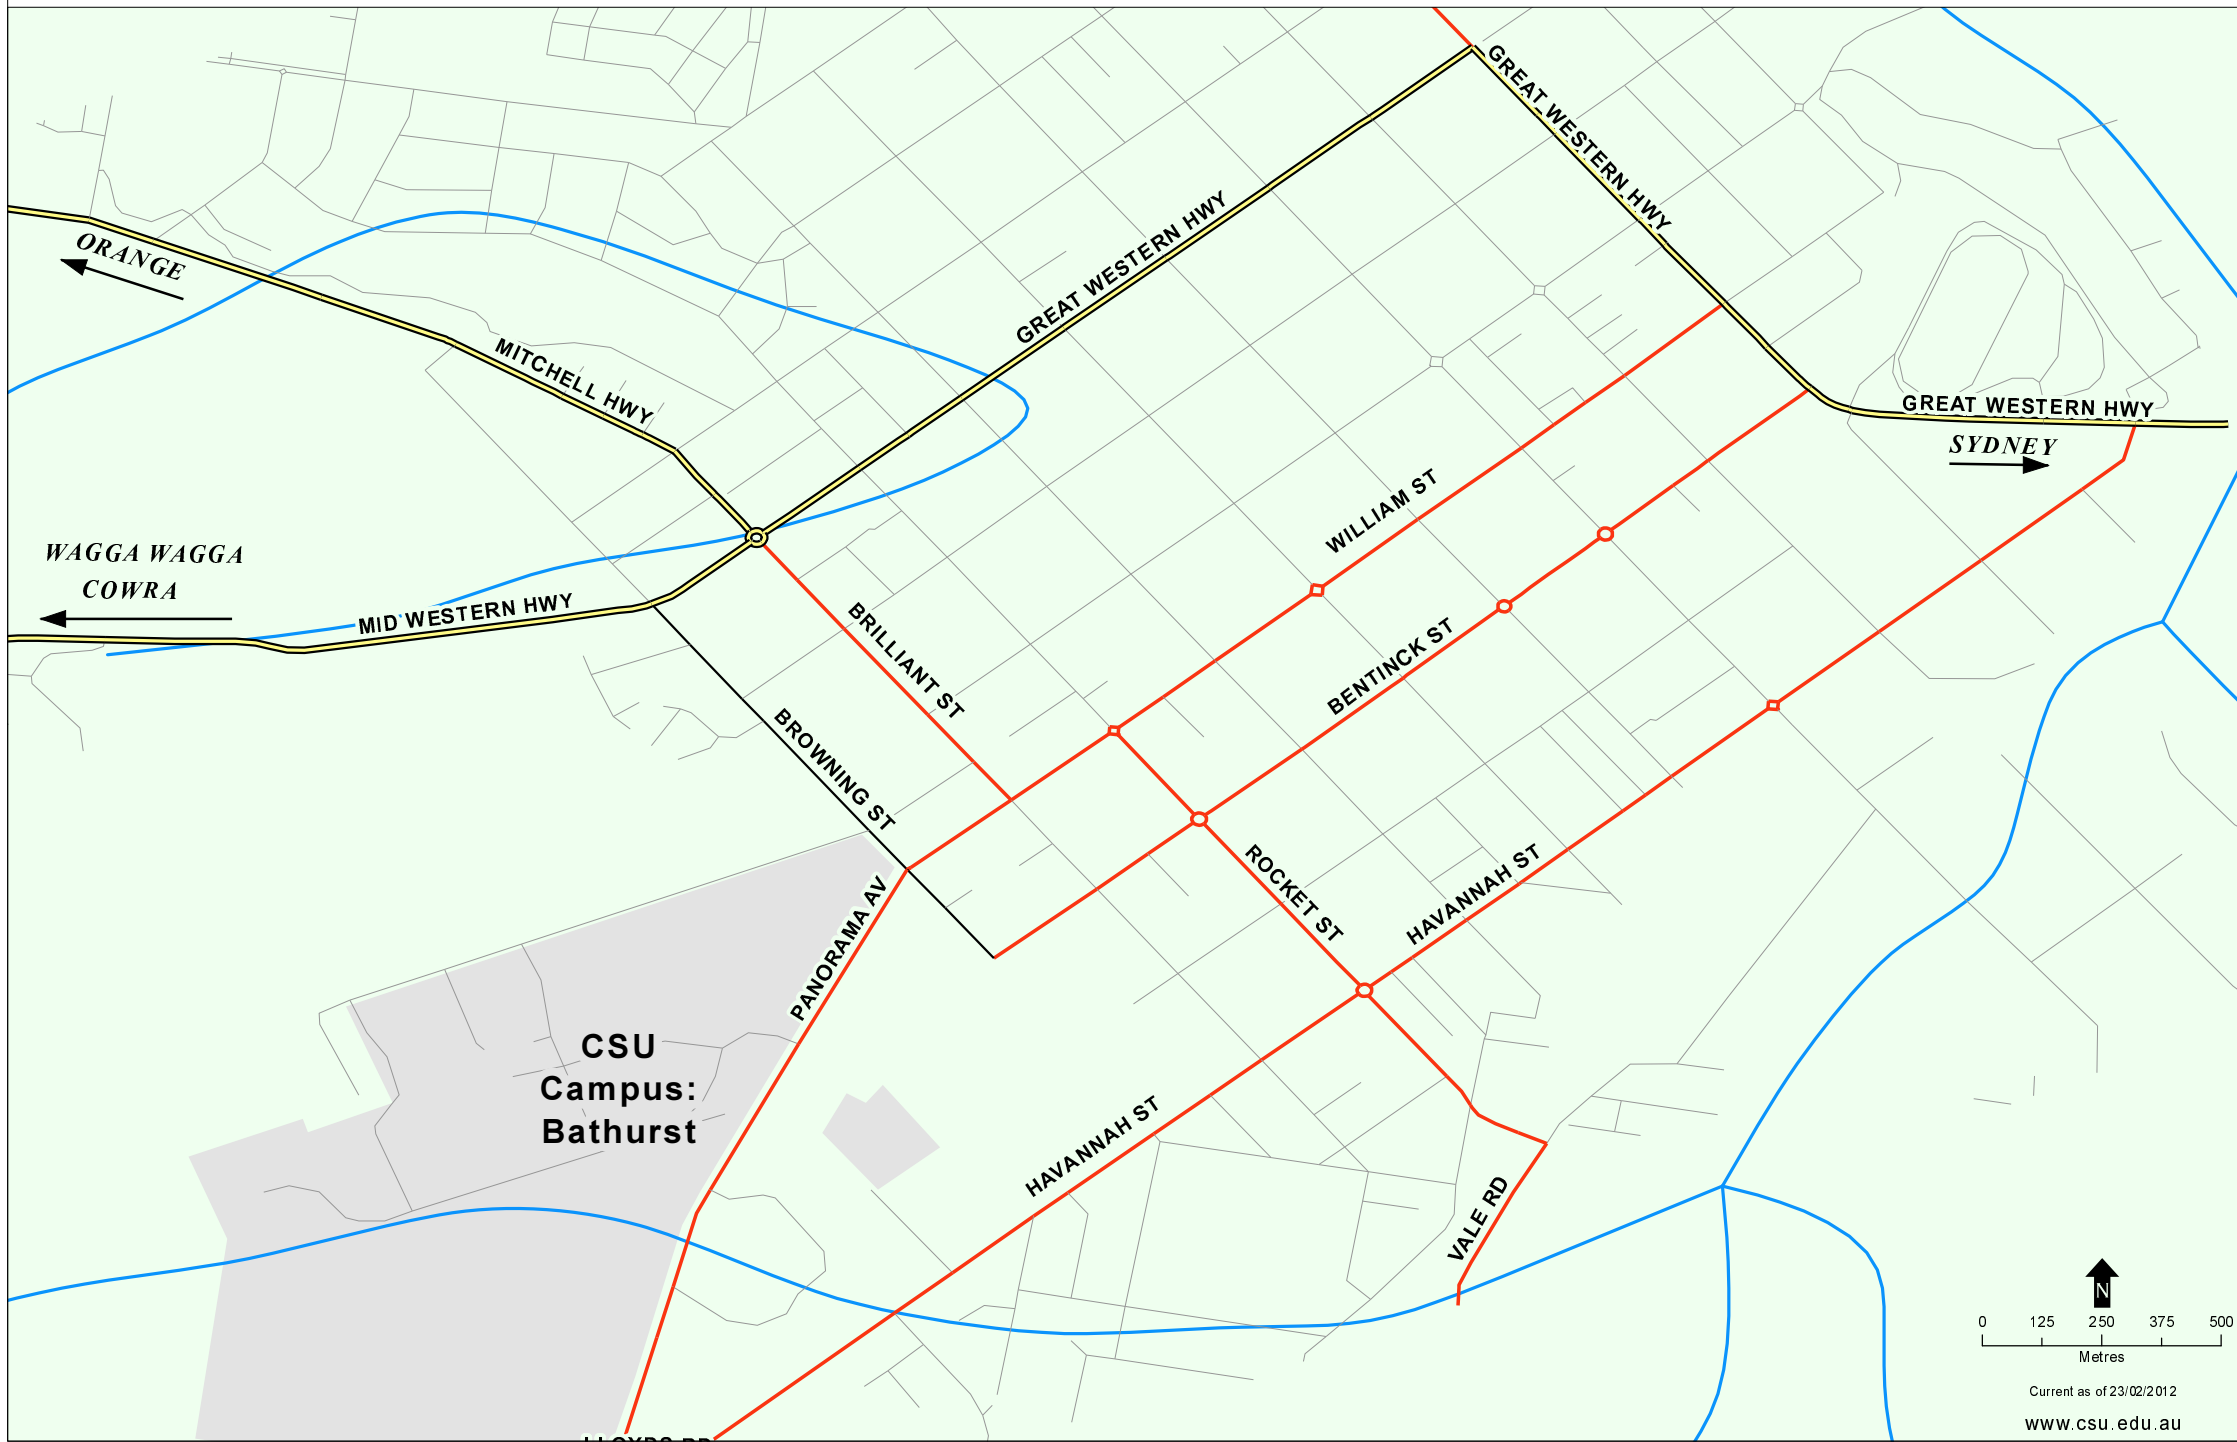 GREAT WESTERN HWY
GREAT WESTERN HWY
ORANGE
MITCHELL HWY
GREAT WESTERN HWY
SYDNEY
WILLIAM ST
WAGGA WAGGA
COWRA
MID WESTERN HWY
BRILLIANT ST
BENTINCK ST
BROWNING ST
ROCKET ST
HAVANNAH ST
PANORAMA AV
CSU
Campus:
Bathurst
HAVANNAH ST
VALE RD
N
0 125 250 375 500
Metres
Current as of 23/02/2012
www.csu.edu.au
LLOYDS RD